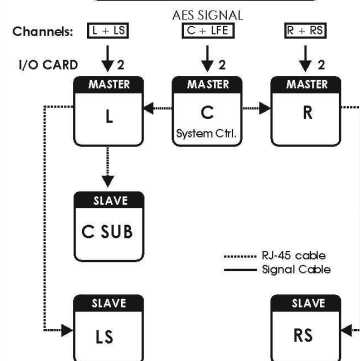 AES SIGNAL
Channels: L + LS C + LFE R + RS
I/O CARD 2 2 2
MASTER MASTER MASTER
L C R
System Ctrl.
SLAVE
C SUB
RJ-45 cable
Signal Cable
SLAVE SLAVE
LS RS